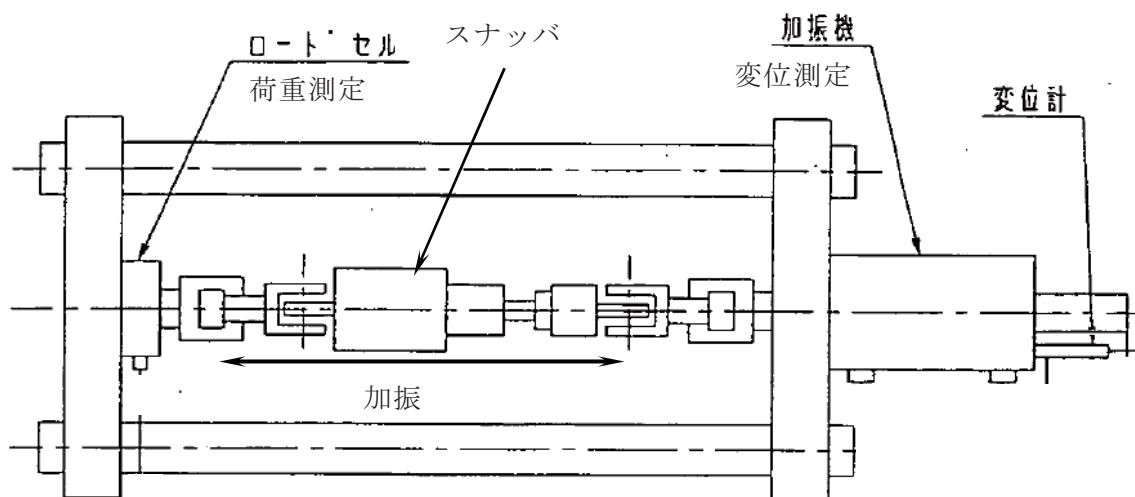 ロードセル
荷重測定
スナッバ
加振機
変位測定
変位計
加振